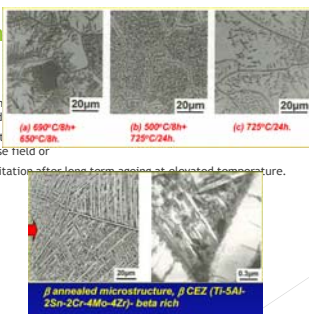 20μm
20μm
20μm
(a) 690°C/8h+
650°C/8h.
(b) 500°C/8h+
725°C/24h.
(c) 725°C/24h.
se field or
itation after long term ageing at elevated temperature.
20μm
0.3μm
β annealed microstructure, β CEZ (Ti-5Al-
2Sn-2Cr-4Mo-4Zr)- beta rich